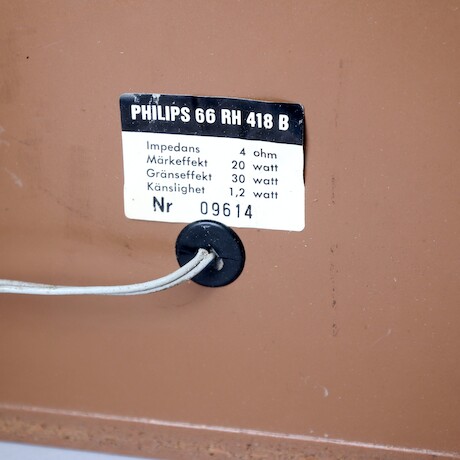 PHILIPS 66 RH 418 B
Impedans 4 ohm
Märkeffekt 20 watt
Gränseffekt 30 watt
Känslighet 1,2 watt
Nr 09614